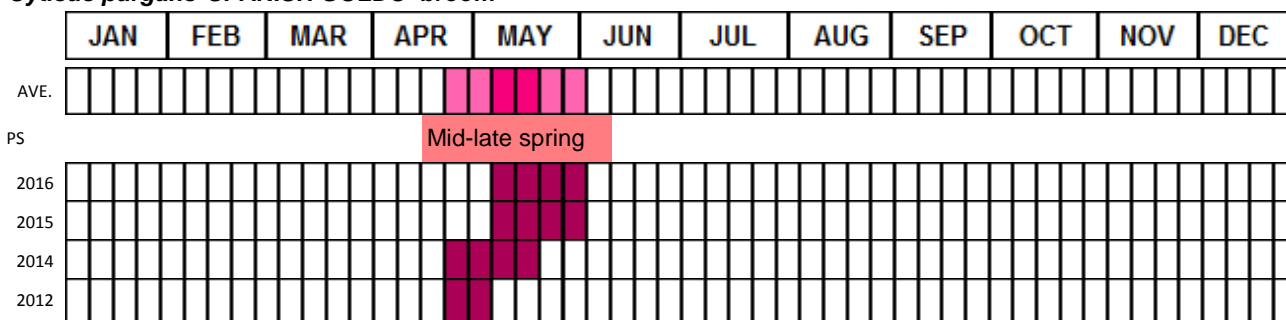 JAN FEB MAR APR MAY JUN JUL AUG SEP OCT NOV DEC
AVE.
PS Mid-late spring
2016
2015
2014
2012